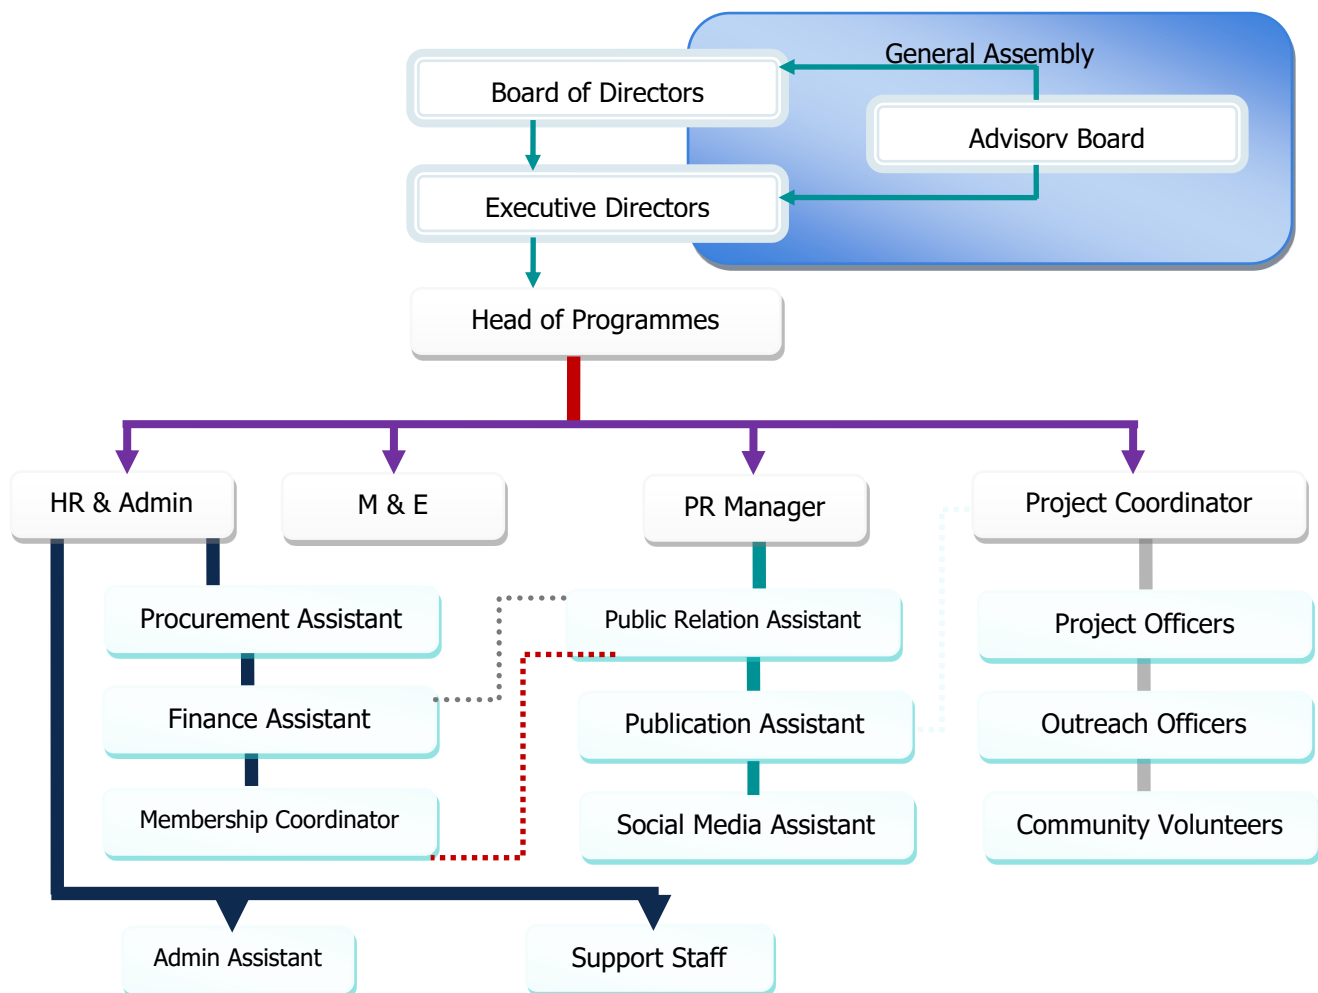 General Assembly
Board of Directors
Advisory Board
Executive Directors
Head of Programmes
HR & Admin
M & E
PR Manager
Project Coordinator
Procurement Assistant
Public Relation Assistant
Project Officers
Finance Assistant
Publication Assistant
Outreach Officers
Membership Coordinator
Social Media Assistant
Community Volunteers
Admin Assistant
Support Staff